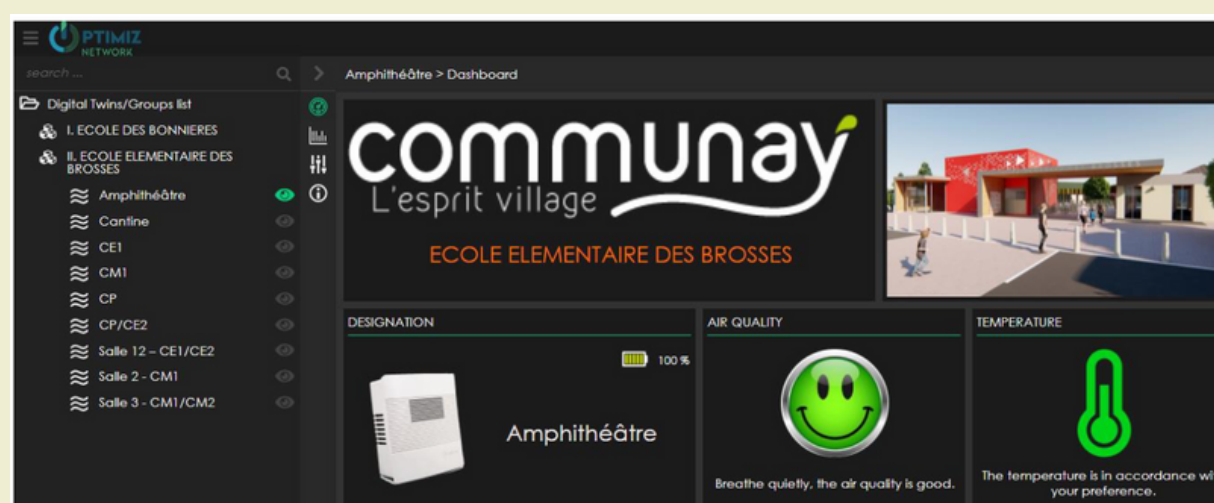 PTIMIZ
NETWORK
search ...
Amphithéâtre > Dashboard
Digital Twins/Groups list
I. ECOLE DES BONNIERES
II. ECOLE ELEMENTAIRE DES
BROSSES
Amphithéâtre
Cantine
CE1
CM1
CP
CP/CE2
Salle 12 – CE1/CE2
Salle 2 - CM1
Salle 3 - CM1/CM2
communay
L'esprit village
ECOLE ELEMENTAIRE DES BROSSES
DESIGNATION
100 %
Amphithéâtre
AIR QUALITY
Breathe quietly, the air quality is good.
TEMPERATURE
The temperature is in accordance wi
your preference.